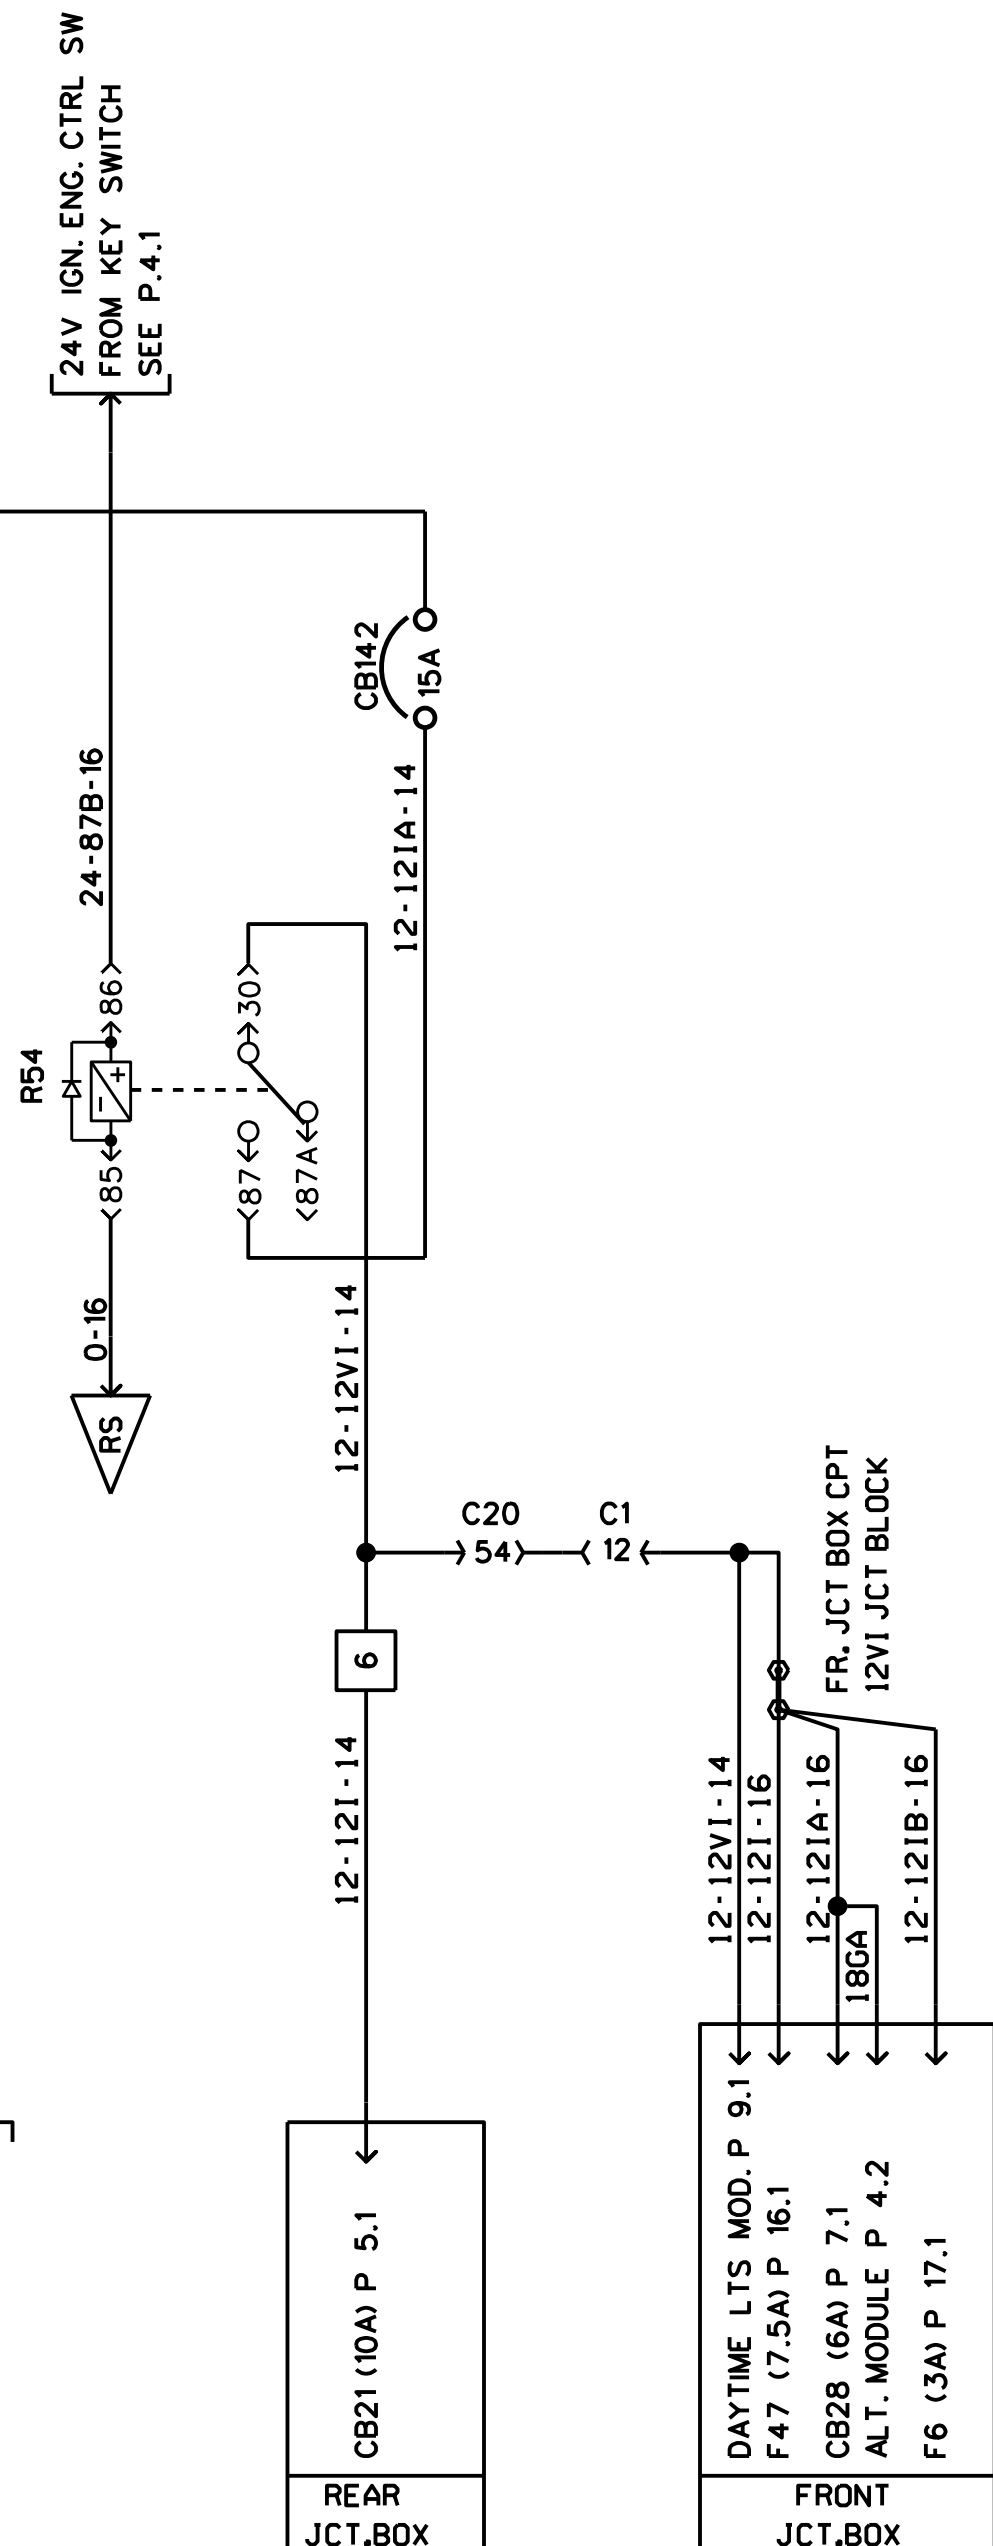 24V IGN. ENG. CTRL SW
FROM KEY SWITCH
SEE P.4.1
CB142
15A
24-87B-16
12-12IA-14
R54
86
30
+
-
85
87
87A
0-16
RS
12-12VI-14
C20
54
C1
12
FR. JCT BOX CPT
12VI JCT BLOCK
6
12-12I-14
12-12VI-14
12-12I-16
12-12IA-16
18GA
12-12IB-16
CB21 (10A) P 5.1
REAR
JCT.BOX
DAYTIME LTS MOD. P 9.1
F47 (7.5A) P 16.1
CB28 (6A) P 7.1
ALT. MODULE P 4.2
F6 (3A) P 17.1
FRONT
JCT.BOX